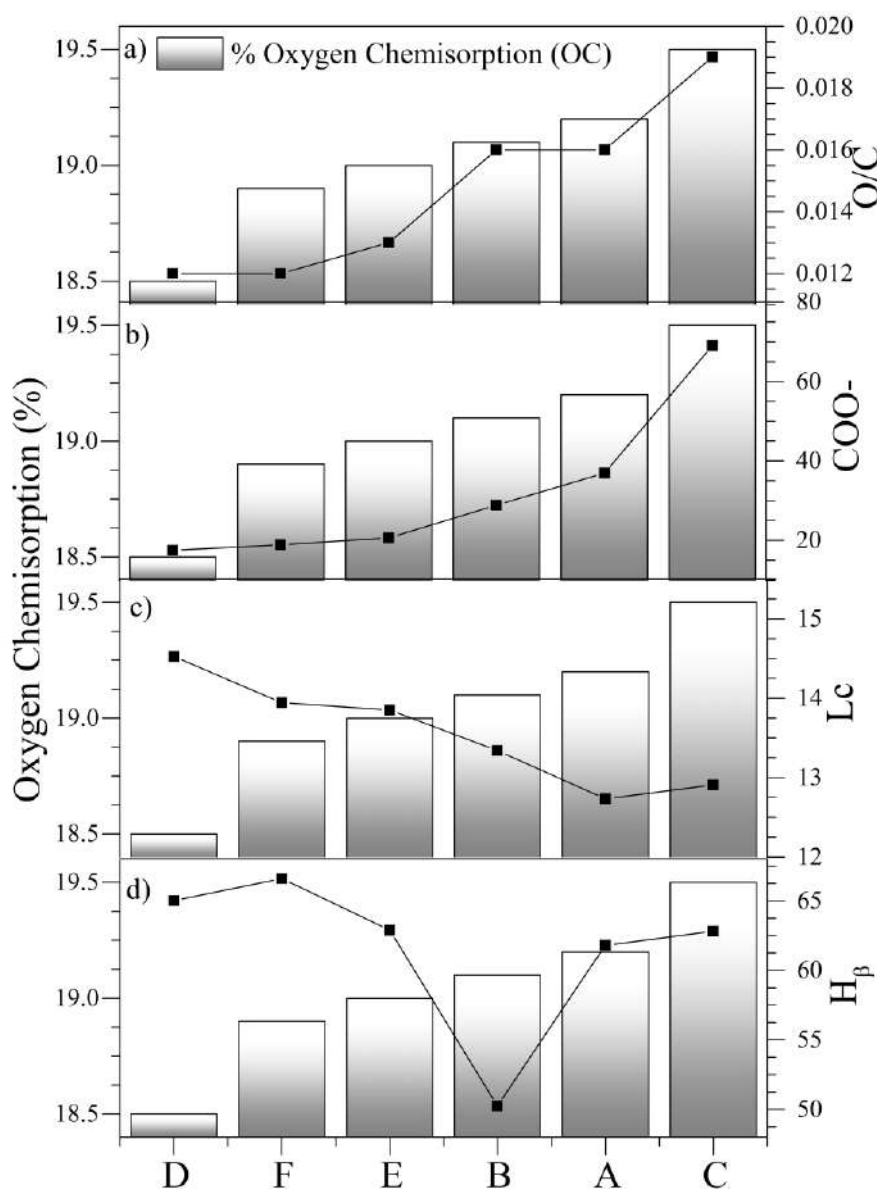 a) % Oxygen Chemisorption (OC)
19.5
19.0
18.5
0.020
0.018
0.016
0.014
0.012
O/C
b)
19.5
19.0
18.5
80
60
40
20
COO-
Oxygen Chemisorption (%)
c)
19.5
19.0
18.5
15
14
13
12
Lc
d)
19.5
19.0
18.5
65
60
55
50
Hβ
D F E B A C